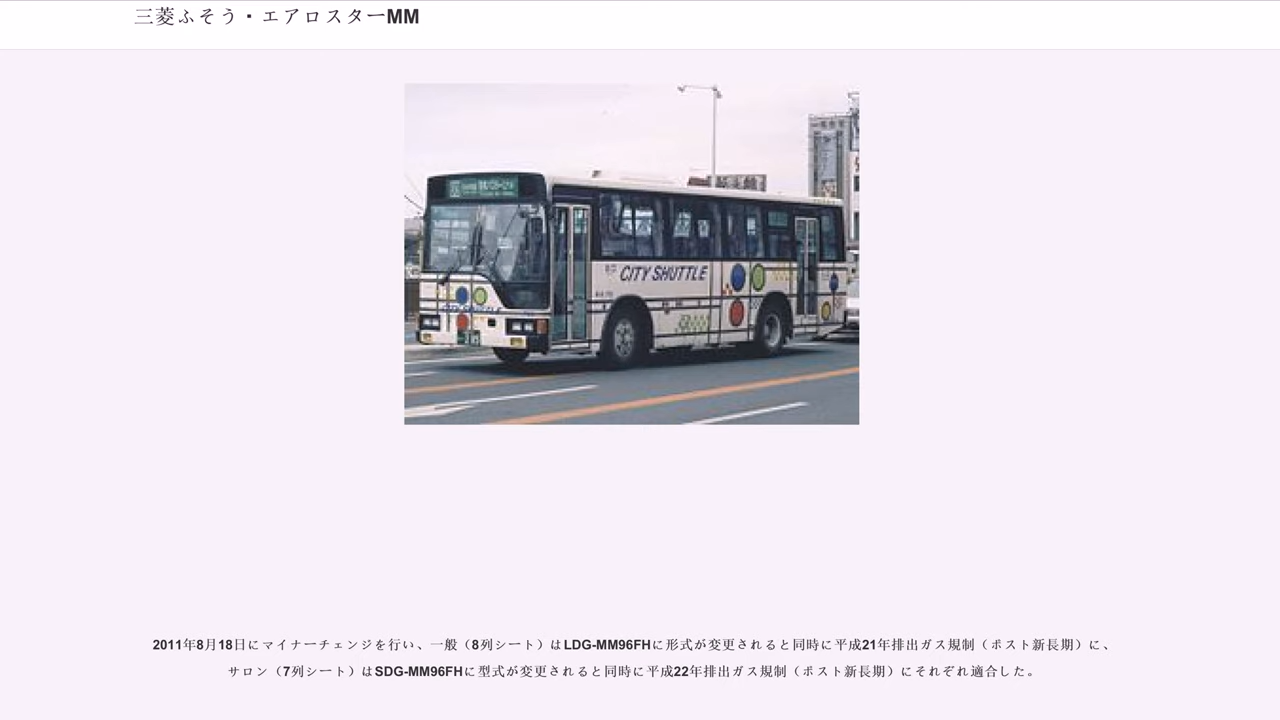 三菱ふそう・エアロスターMM
CITY SHUTTLE
2011年8月18日にマイナーチェンジを行い、一般（8列シート）はLDG-MM96FHに形式が変更されると同時に平成21年排出ガス規制（ポスト新長期）に、
サロン（7列シート）はSDG-MM96FHに型式が変更されると同時に平成22年排出ガス規制（ポスト新長期）にそれぞれ適合した。